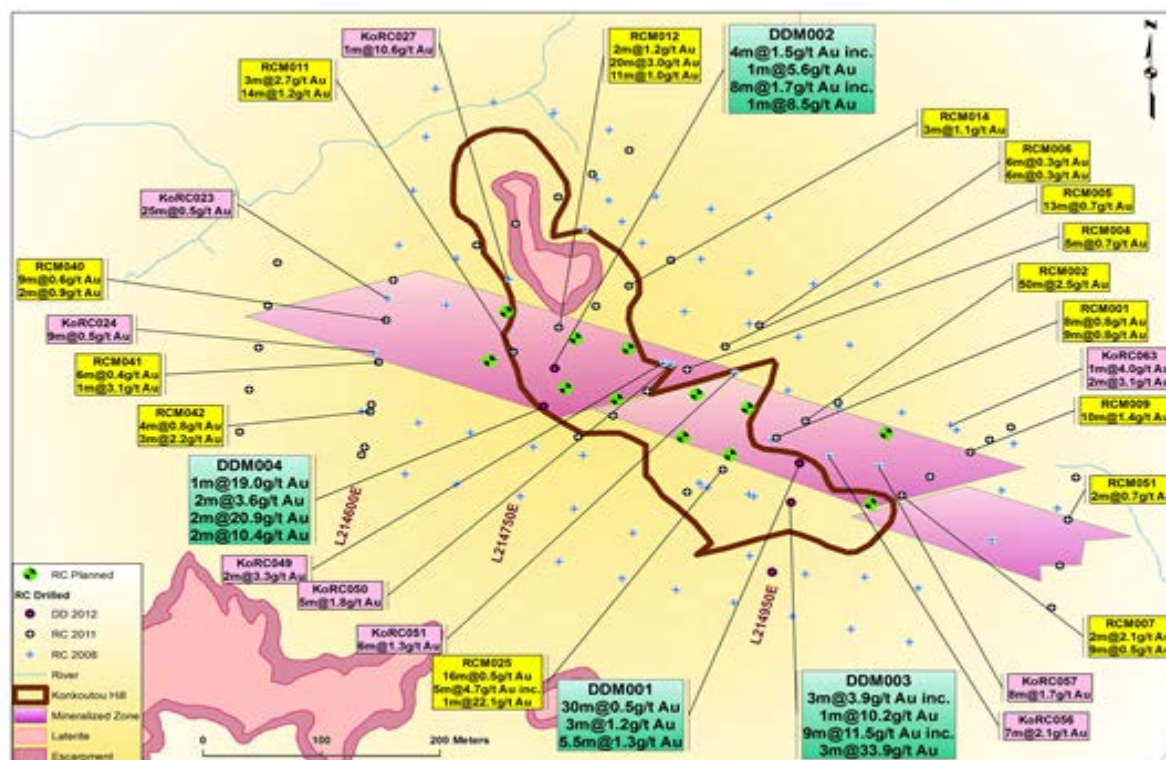 KoRC027
1m@10.6g/t Au
RCM012
2m@1.2g/t Au
20m@3.0g/t Au
11m@1.0g/t Au
DDM002
4m@1.5g/t Au inc.
1m@5.6g/t Au
8m@1.7g/t Au inc.
1m@8.5g/t Au
N
RCM011
3m@2.7g/t Au
14m@1.2g/t Au
RCM014
3m@1.1g/t Au
RCM006
6m@0.3g/t Au
6m@0.3g/t Au
RCM005
13m@0.7g/t Au
KoRC023
25m@0.5g/t Au
RCM004
5m@0.7g/t Au
RCM040
9m@0.6g/t Au
2m@0.9g/t Au
RCM002
50m@2.5g/t Au
RCM001
8m@0.8g/t Au
9m@0.8g/t Au
KoRC024
9m@0.5g/t Au
KoRC063
1m@4.0g/t Au
2m@3.1g/t Au
RCM041
6m@0.4g/t Au
1m@3.1g/t Au
RCM009
10m@1.4g/t Au
RCM042
4m@0.8g/t Au
3m@2.2g/t Au
DDM004
1m@19.0g/t Au
2m@3.6g/t Au
2m@20.9g/t Au
2m@10.4g/t Au
L214600E
L214750E
RCM051
2m@0.7g/t Au
KoRC049
2m@3.3g/t Au
KoRC050
5m@1.8g/t Au
L214950E
KoRC051
6m@1.3g/t Au
RCM007
2m@2.1g/t Au
9m@0.5g/t Au
RCM025
16m@0.5g/t Au
5m@4.7g/t Au inc.
1m@22.1g/t Au
DDM001
30m@0.5g/t Au
3m@1.2g/t Au
5.5m@1.3g/t Au
DDM003
3m@3.9g/t Au inc.
1m@10.2g/t Au
9m@11.5g/t Au inc.
3m@33.9g/t Au
KoRC057
8m@1.7g/t Au
KoRC056
7m@2.1g/t Au
RC Planned
RC Drilled
DD 2012
RC 2011
RC 2008
River
Konkoutou Hill
Mineralized Zone
Laterite
Escarpment
0 100 200 Meters